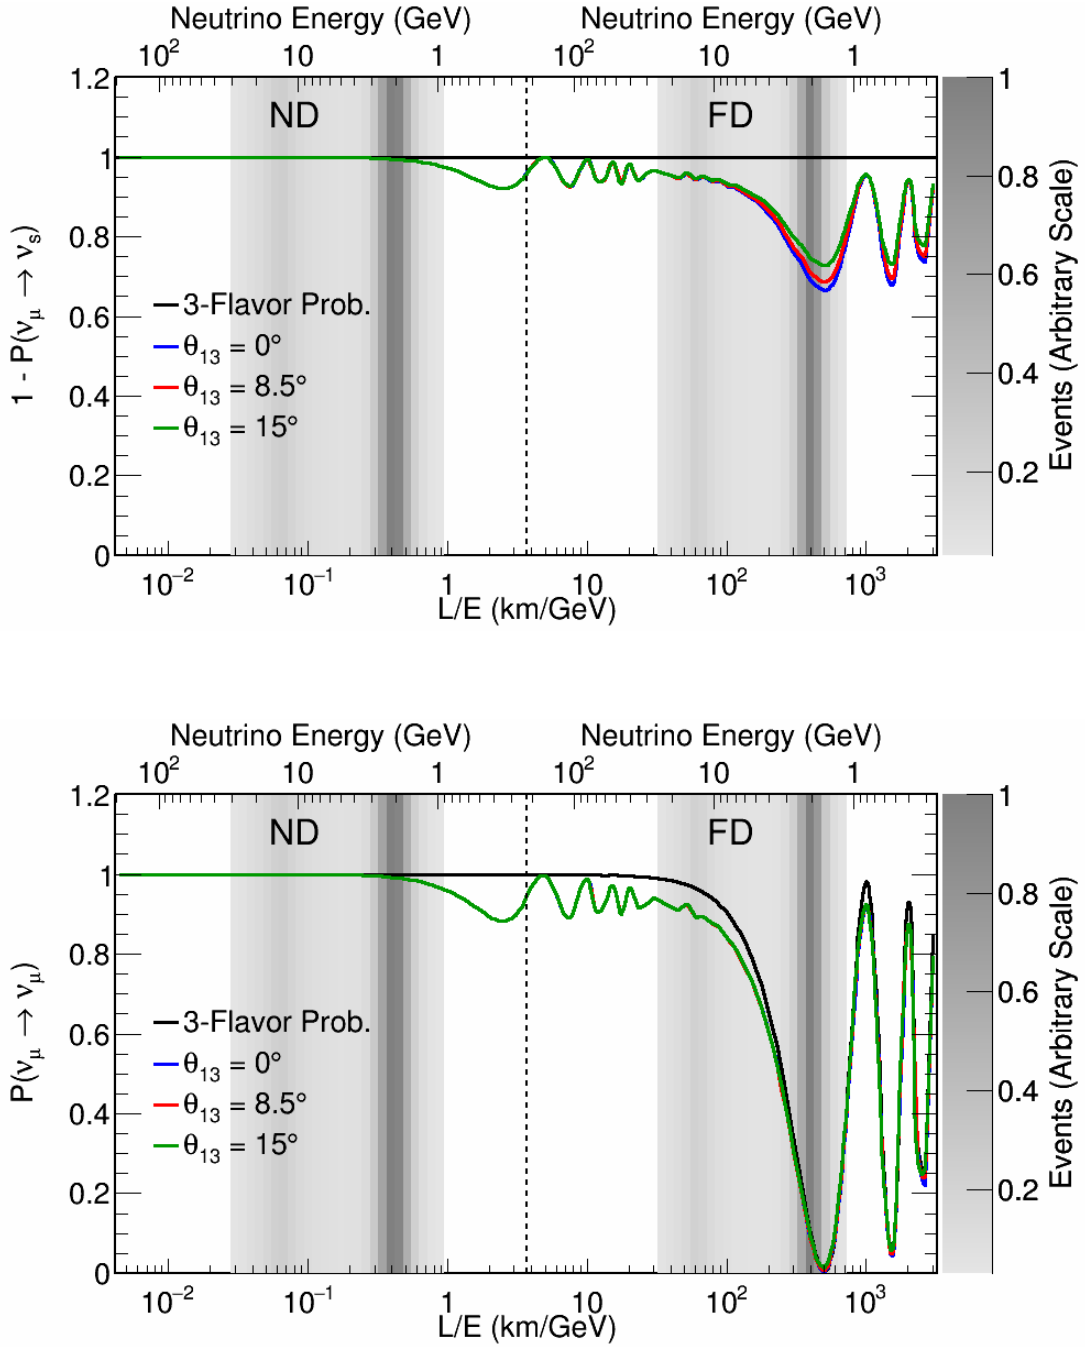 Neutrino Energy (GeV) Neutrino Energy (GeV)
10² 10 1 10² 10 1
1.2 1
ND FD
1
0.8
0.8
0.6
0.6
0.4
0.4
0.2
0.2
0
1 - P(νμ → νs)
Events (Arbitrary Scale)
3-Flavor Prob.
θ13 = 0°
θ13 = 8.5°
θ13 = 15°
10⁻² 10⁻¹ 1 10 10² 10³
L/E (km/GeV)
Neutrino Energy (GeV) Neutrino Energy (GeV)
10² 10 1 10² 10 1
1.2 1
ND FD
1
0.8
0.8
0.6
0.6
0.4
0.4
0.2
0.2
0
P(νμ → νμ)
Events (Arbitrary Scale)
3-Flavor Prob.
θ13 = 0°
θ13 = 8.5°
θ13 = 15°
10⁻² 10⁻¹ 1 10 10² 10³
L/E (km/GeV)